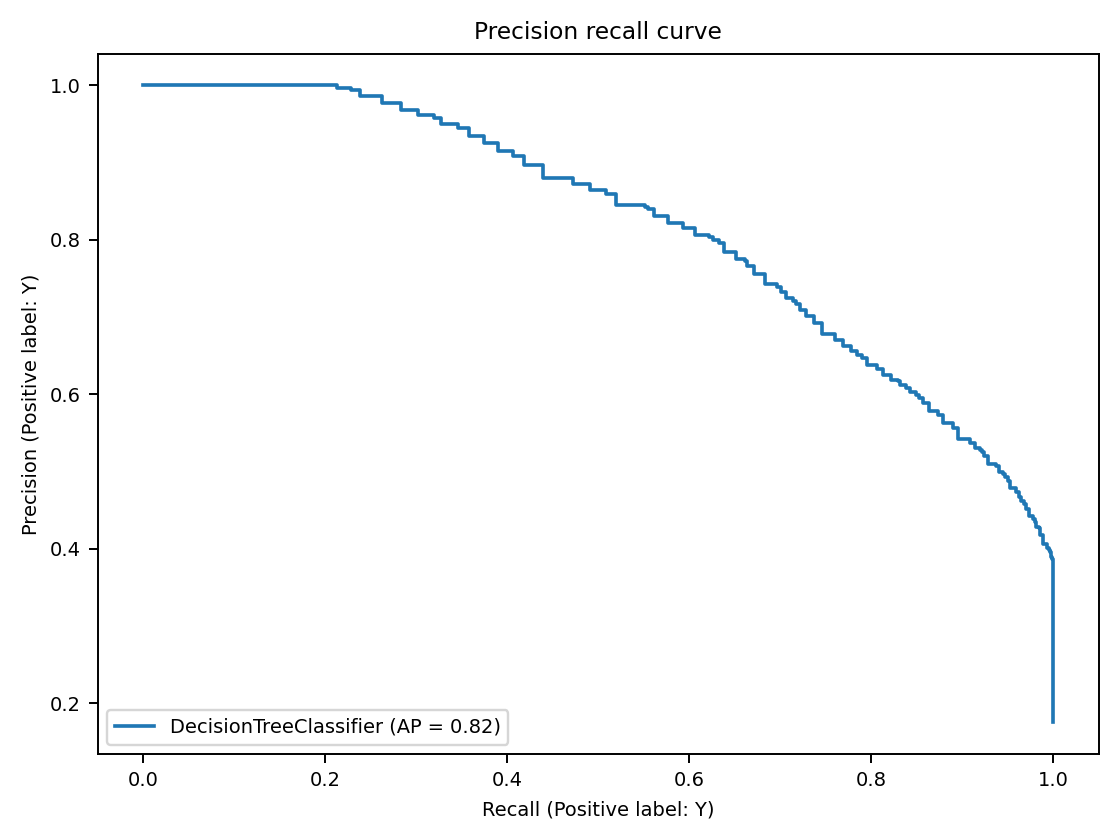 Precision recall curve
Precision (Positive label: Y)
1.0
0.8
0.6
0.4
0.2
DecisionTreeClassifier (AP = 0.82)
0.0 0.2 0.4 0.6 0.8 1.0
Recall (Positive label: Y)